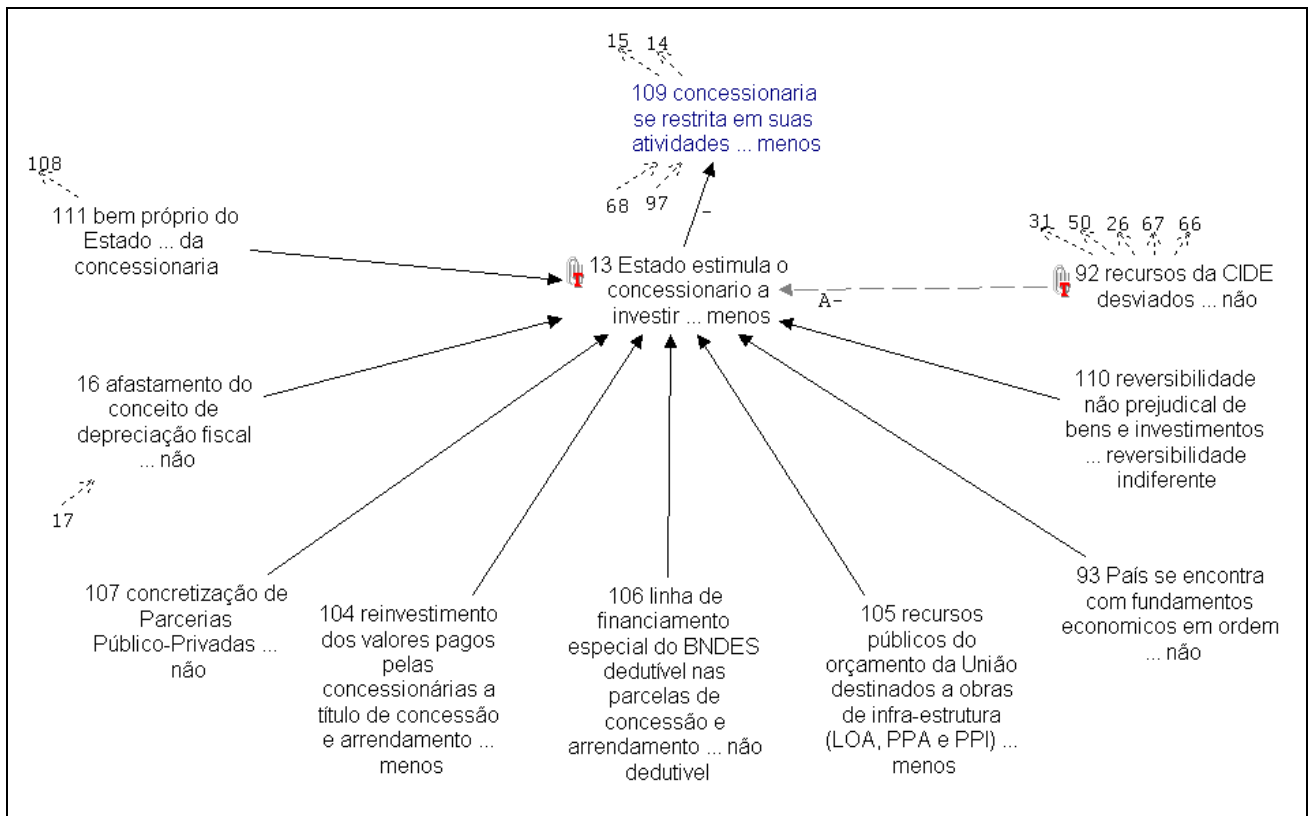 15 14
109 concessionaria
se restrita em suas
atividades ... menos
68 97 -
108
111 bem próprio do
Estado ... da
concessionaria
13 Estado estimula o
concessionario a
investir ... menos
31 50 26 67 66
92 recursos da CIDE
desviados ... não
A-
16 afastamento do
conceito de
depreciação fiscal
... não
17
110 reversibilidade
não prejudical de
bens e investimentos
... reversibilidade
indiferente
107 concretização de
Parcerias
Público-Privadas ...
não
104 reinvestimento
dos valores pagos
pelas
concessionárias a
título de concessão
e arrendamento ...
menos
106 linha de
financiamento
especial do BNDES
dedutível nas
parcelas de
concessão e
arrendamento ... não
dedutivel
105 recursos
públicos do
orçamento da União
destinados a obras
de infra-estrutura
(LOA, PPA e PPI) ...
menos
93 País se encontra
com fundamentos
economicos em ordem
... não